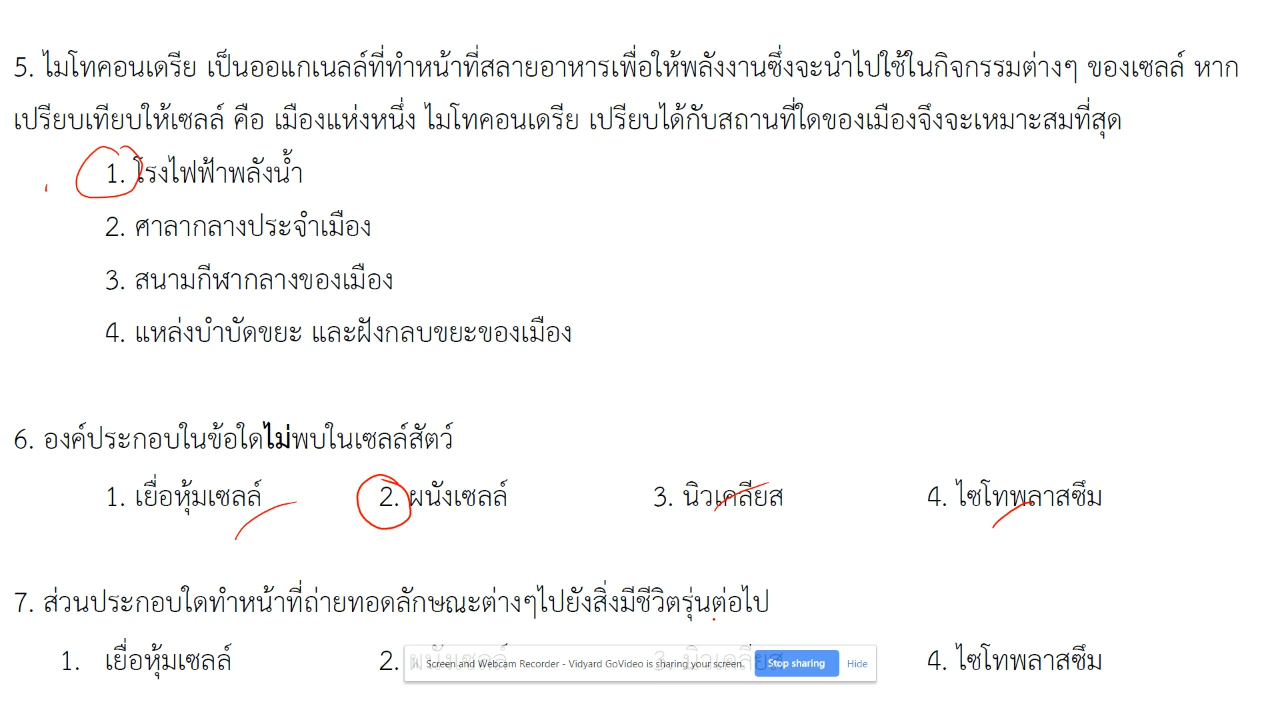 5. ไมโทคอนเดรีย เป็นออแกเนลล์ที่ทำหน้าที่สลายอาหารเพื่อให้พลังงานซึ่งจะนำไปใช้ในกิจกรรมต่างๆ ของเซลล์ หาก
เปรียบเทียบให้เซลล์ คือ เมืองแห่งหนึ่ง ไมโทคอนเดรีย เปรียบได้กับสถานที่ใดของเมืองจึงจะเหมาะสมที่สุด
1. โรงไฟฟ้าพลังน้ำ
2. ศาลากลางประจำเมือง
3. สนามกีฬากลางของเมือง
4. แหล่งบำบัดขยะ และฝังกลบขยะของเมือง
6. องค์ประกอบในข้อใดไม่พบในเซลล์สัตว์
1. เยื่อหุ้มเซลล์ 2. ผนังเซลล์ 3. นิวเคลียส 4. ไซโทพลาสซึม
7. ส่วนประกอบใดทำหน้าที่ถ่ายทอดลักษณะต่างๆไปยังสิ่งมีชีวิตรุ่นต่อไป
1. เยื่อหุ้มเซลล์ 2. ผนังเซลล์ 3. นิวเคลียส 4. ไซโทพลาสซึม
Screen and Webcam Recorder - Vidyard GoVideo is sharing your screen. Stop sharing Hide